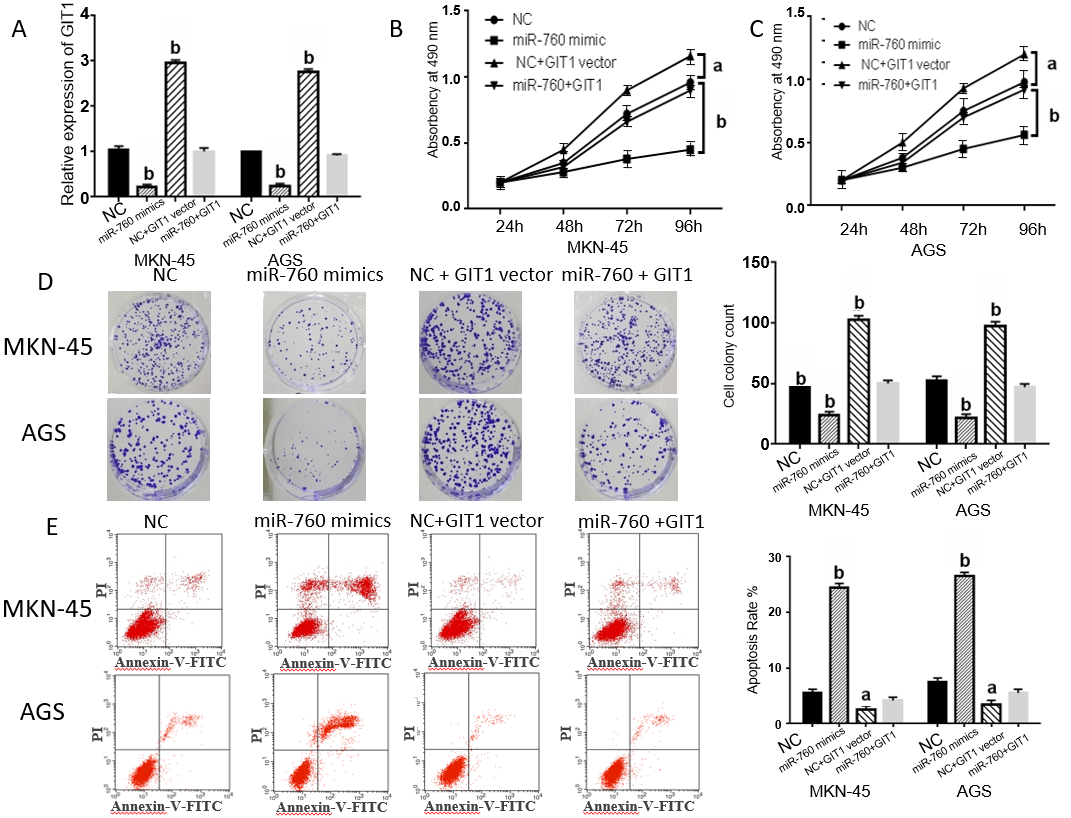 A
Relative expression of GIT1
4
3
2
1
0
b
b
b
b
NC
miR-760 mimics
NC+GIT1 vector
miR-760+GIT1
NC
miR-760 mimics
NC+GIT1 vector
miR-760+GIT1
MKN-45
AGS
B
Absorbency at 490 nm
1.5
1.0
0.5
0.0
NC
miR-760 mimic
NC+GIT1 vector
miR-760+GIT1
a
b
24h 48h 72h 96h
MKN-45
C
Absorbency at 490 nm
1.5
1.0
0.5
0.0
NC
miR-760 mimic
NC+GIT1 vector
miR-760+GIT1
a
b
24h 48h 72h 96h
AGS
D
NC miR-760 mimics NC + GIT1 vector miR-760 + GIT1
MKN-45
AGS
Cell colony count
150
100
50
0
b
b
b
b
b
NC
miR-760 mimics
NC+GIT1 vector
miR-760+GIT1
NC
miR-760 mimics
NC+GIT1 vector
miR-760+GIT1
MKN-45 AGS
E
NC miR-760 mimics NC+GIT1 vector miR-760 +GIT1
MKN-45
PI PI PI PI
Annexin-V-FITC Annexin-V-FITC Annexin-V-FITC Annexin-V-FITC
AGS
PI PI PI PI
Annexin-V-FITC Annexin-V-FITC Annexin-V-FITC Annexin-V-FITC
Apoptosis Rate %
30
20
10
0
b
a
b
a
NC
miR-760 mimics
NC+GIT1 vector
miR-760+GIT1
NC
miR-760 mimics
NC+GIT1 vector
miR-760+GIT1
MKN-45 AGS